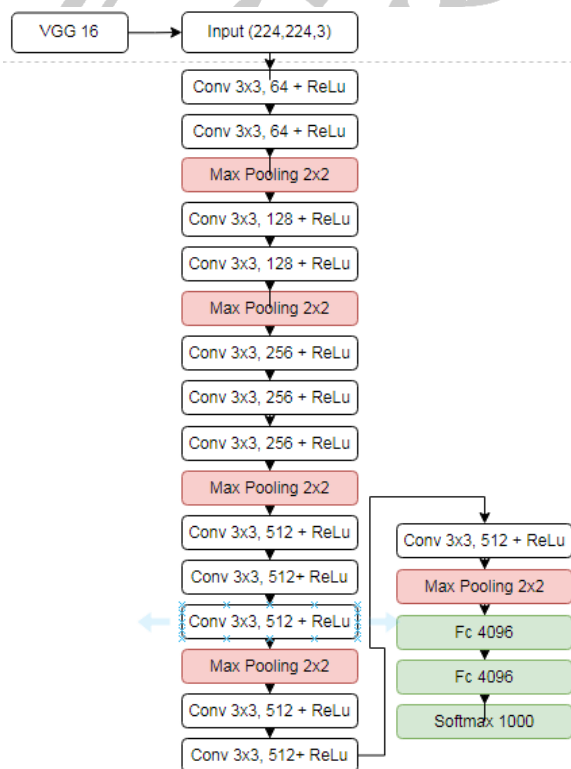 VGG 16
Input (224,224,3)
Conv 3x3, 64 + ReLu
Conv 3x3, 64 + ReLu
Max Pooling 2x2
Conv 3x3, 128 + ReLu
Conv 3x3, 128 + ReLu
Max Pooling 2x2
Conv 3x3, 256 + ReLu
Conv 3x3, 256 + ReLu
Conv 3x3, 256 + ReLu
Max Pooling 2x2
Conv 3x3, 512 + ReLu
Conv 3x3, 512+ ReLu
Conv 3x3, 512 + ReLu
Max Pooling 2x2
Conv 3x3, 512 + ReLu
Conv 3x3, 512+ ReLu
Conv 3x3, 512 + ReLu
Max Pooling 2x2
Fc 4096
Fc 4096
Softmax 1000